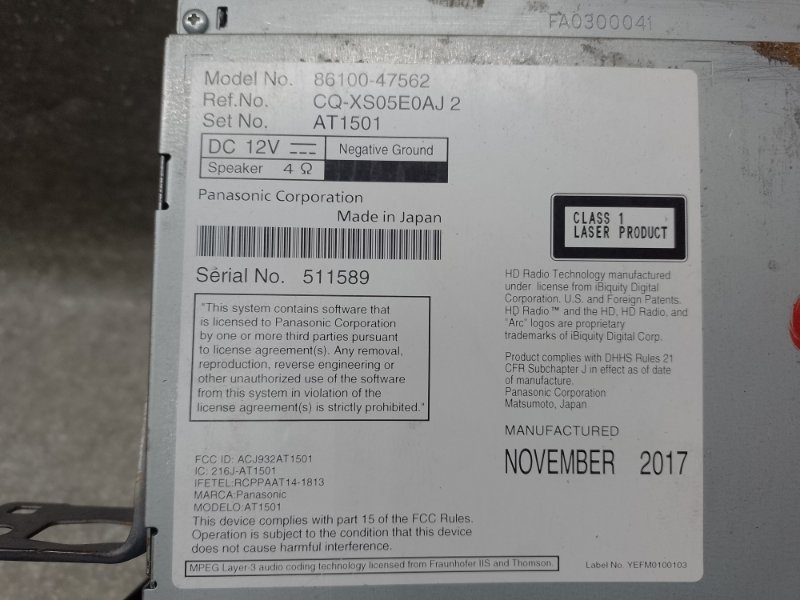 FA0300041
Model No. 86100-47562
Ref.No. CQ-XS05E0AJ 2
Set No. AT1501
DC 12V Negative Ground
Speaker 4 Ω
Panasonic Corporation
Made in Japan
Serial No. 511589
"This system contains software that
is licensed to Panasonic Corporation
by one or more third parties pursuant
to license agreement(s). Any removal,
reproduction, reverse engineering or
other unauthorized use of the software
from this system in violation of the
license agreement(s) is strictly prohibited."
FCC ID: ACJ932AT1501
IC: 216J-AT1501
IFETEL:RCPPAAT14-1813
MARCA:Panasonic
MODELO:AT1501
This device complies with part 15 of the FCC Rules.
Operation is subject to the condition that this device
does not cause harmful interference.
MPEG Layer-3 audio coding technology licensed from Fraunhofer IIS and Thomson.
CLASS 1
LASER PRODUCT
HD Radio Technology manufactured
under license from iBiquity Digital
Corporation. U.S. and Foreign Patents.
HD Radio™ and the HD, HD Radio, and
"Arc" logos are proprietary
trademarks of iBiquity Digital Corp.
Product complies with DHHS Rules 21
CFR Subchapter J in effect as of date
of manufacture.
Panasonic Corporation
Matsumoto, Japan
MANUFACTURED
NOVEMBER 2017
Label No. YEFM0100103